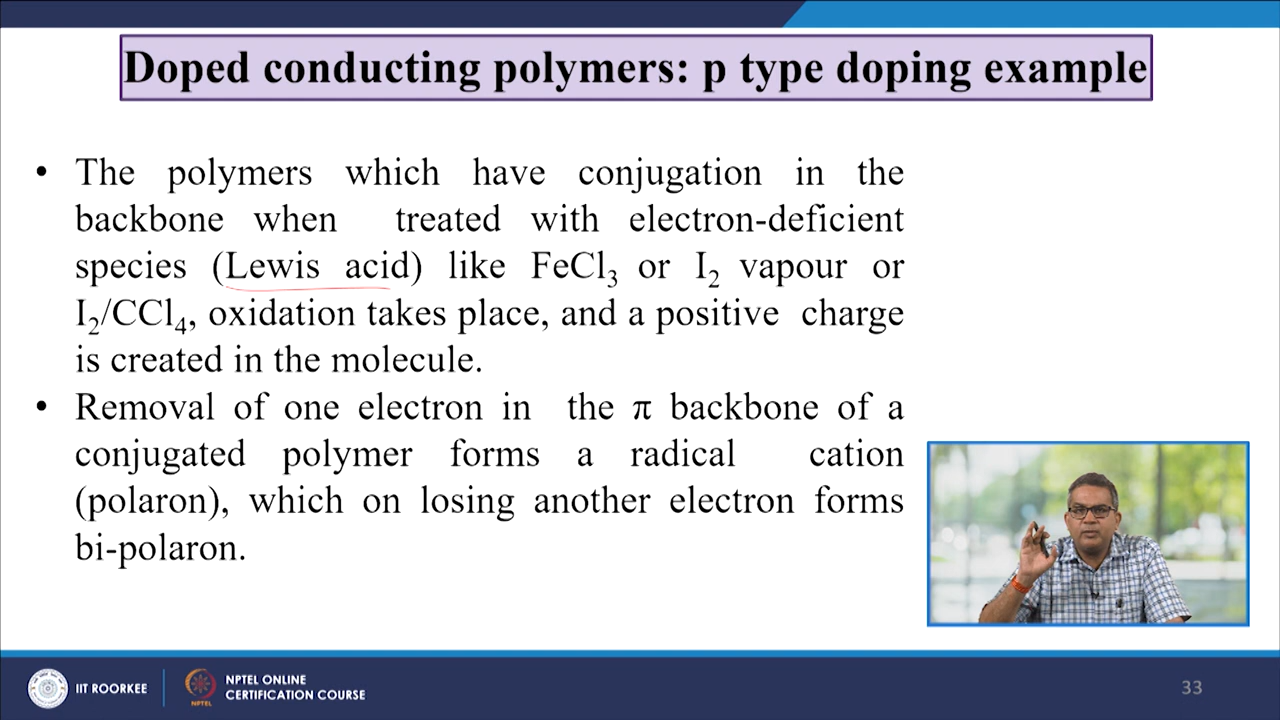 Doped conducting polymers: p type doping example
• The polymers which have conjugation in the
backbone when treated with electron-deficient
species (Lewis acid) like FeCl₃ or I₂ vapour or
I₂/CCl₄, oxidation takes place, and a positive charge
is created in the molecule.
• Removal of one electron in the π backbone of a
conjugated polymer forms a radical cation
(polaron), which on losing another electron forms
bi-polaron.
IIT ROORKEE
NPTEL
NPTEL ONLINE
CERTIFICATION COURSE
33